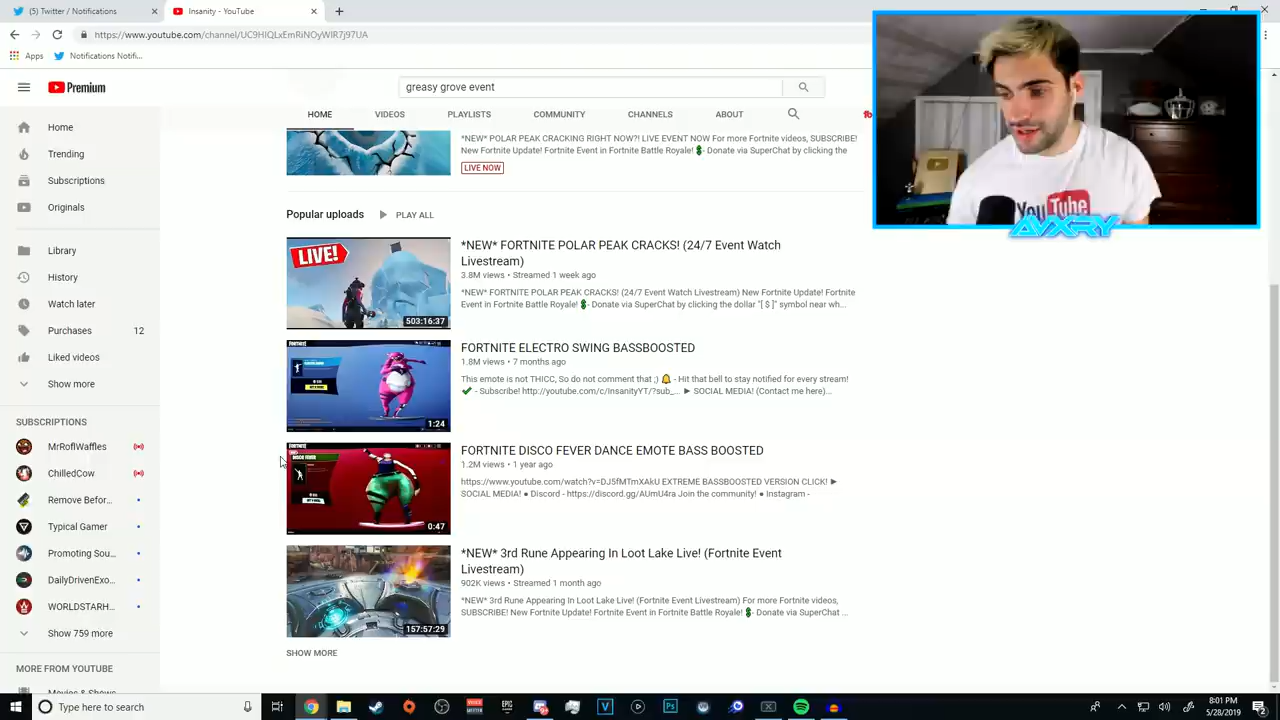 (5) Twitter / Notifications
Insanity - YouTube
https://www.youtube.com/channel/UC9HlQLxEmRiNOyWlR7j97UA
Apps
Notifications Notifi...
Premium
greasy grove event
HOME
VIDEOS
PLAYLISTS
COMMUNITY
CHANNELS
ABOUT
Home
Trending
Subscriptions
Originals
Library
History
Watch later
Purchases 12
Liked videos
Show more
SUBSCRIPTIONS
MrRoflWaffles
ChilledCow
Remove Befor...
Typical Gamer
Promoting Sou...
DailyDrivenExo...
WORLDSTARH...
Show 759 more
MORE FROM YOUTUBE
Movies & Shows
*NEW* POLAR PEAK CRACKING RIGHT NOW?! LIVE EVENT NOW For more Fortnite videos, SUBSCRIBE!
New Fortnite Update! Fortnite Event in Fortnite Battle Royale! 💲- Donate via SuperChat by clicking the
LIVE NOW
Popular uploads
PLAY ALL
LIVE!
503:16:37
*NEW* FORTNITE POLAR PEAK CRACKS! (24/7 Event Watch
Livestream)
3.8M views • Streamed 1 week ago
*NEW* FORTNITE POLAR PEAK CRACKS! (24/7 Event Watch Livestream) New Fortnite Update! Fortnite
Event in Fortnite Battle Royale! 💲- Donate via SuperChat by clicking the dollar "[ $ ]" symbol near wh...
1:24
FORTNITE ELECTRO SWING BASSBOOSTED
1.8M views • 7 months ago
This emote is not THICC, So do not comment that ;) 🔔 - Hit that bell to stay notified for every stream!
✔ - Subscribe! http://youtube.com/c/InsanityYT/?sub_... ► SOCIAL MEDIA! (Contact me here)...
0:47
FORTNITE DISCO FEVER DANCE EMOTE BASS BOOSTED
1.2M views • 1 year ago
https://www.youtube.com/watch?v=DJ5fMTmXAkU EXTREME BASSBOOSTED VERSION CLICK! ►
SOCIAL MEDIA! ● Discord - https://discord.gg/AUmU4ra Join the community! ● Instagram -
157:57:29
*NEW* 3rd Rune Appearing In Loot Lake Live! (Fortnite Event
Livestream)
902K views • Streamed 1 month ago
*NEW* 3rd Rune Appearing In Loot Lake Live! (Fortnite Event Livestream) For more Fortnite videos,
SUBSCRIBE! New Fortnite Update! Fortnite Event in Fortnite Battle Royale! 💲- Donate via SuperChat ...
SHOW MORE
You Tube
AVXRY
Type here to search
8:01 PM
5/28/2019